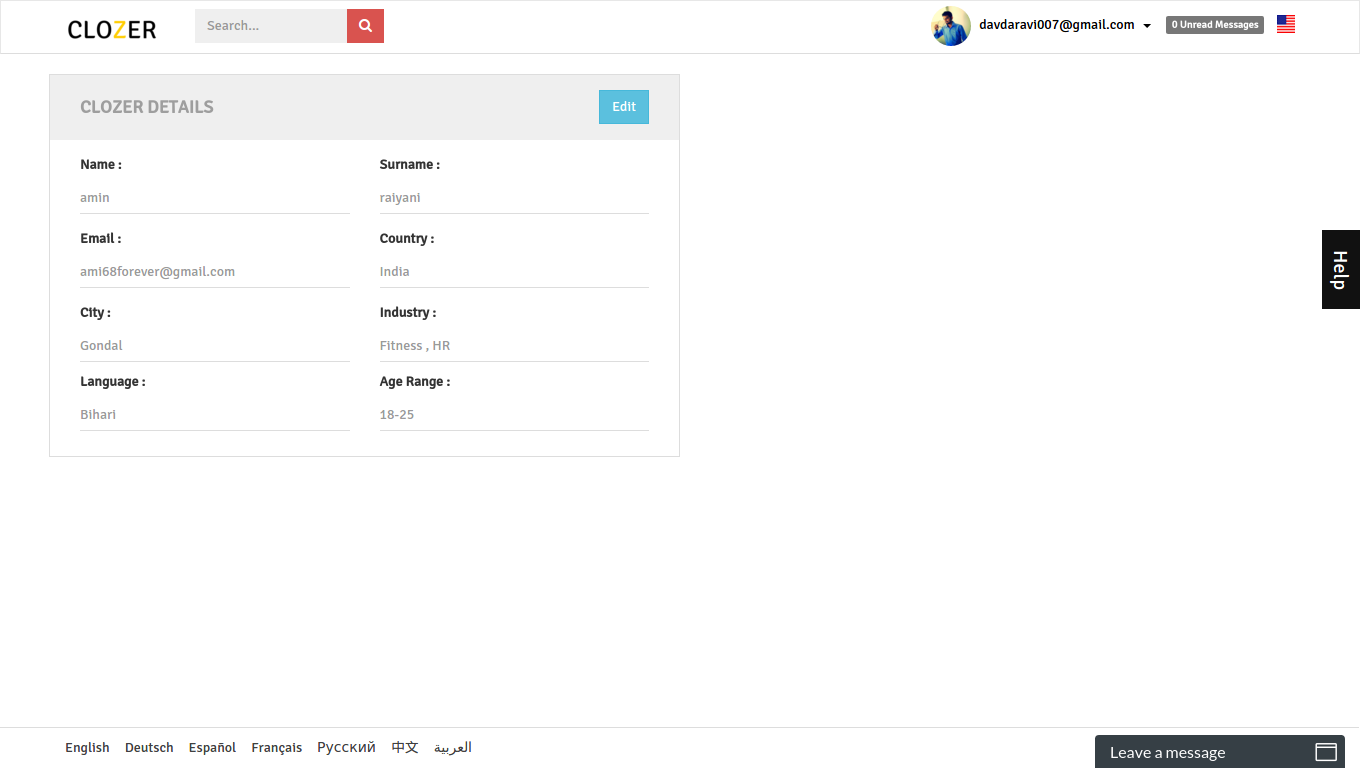 CLOZER
Search...
davdaravi007@gmail.com
0 Unread Messages
CLOZER DETAILS
Edit
Name :
Surname :
amin
raiyani
Email :
Country :
ami68forever@gmail.com
India
City :
Industry :
Gondal
Fitness , HR
Language :
Age Range :
Bihari
18-25
Help
English Deutsch Español Français Русский 中文 العربية
Leave a message